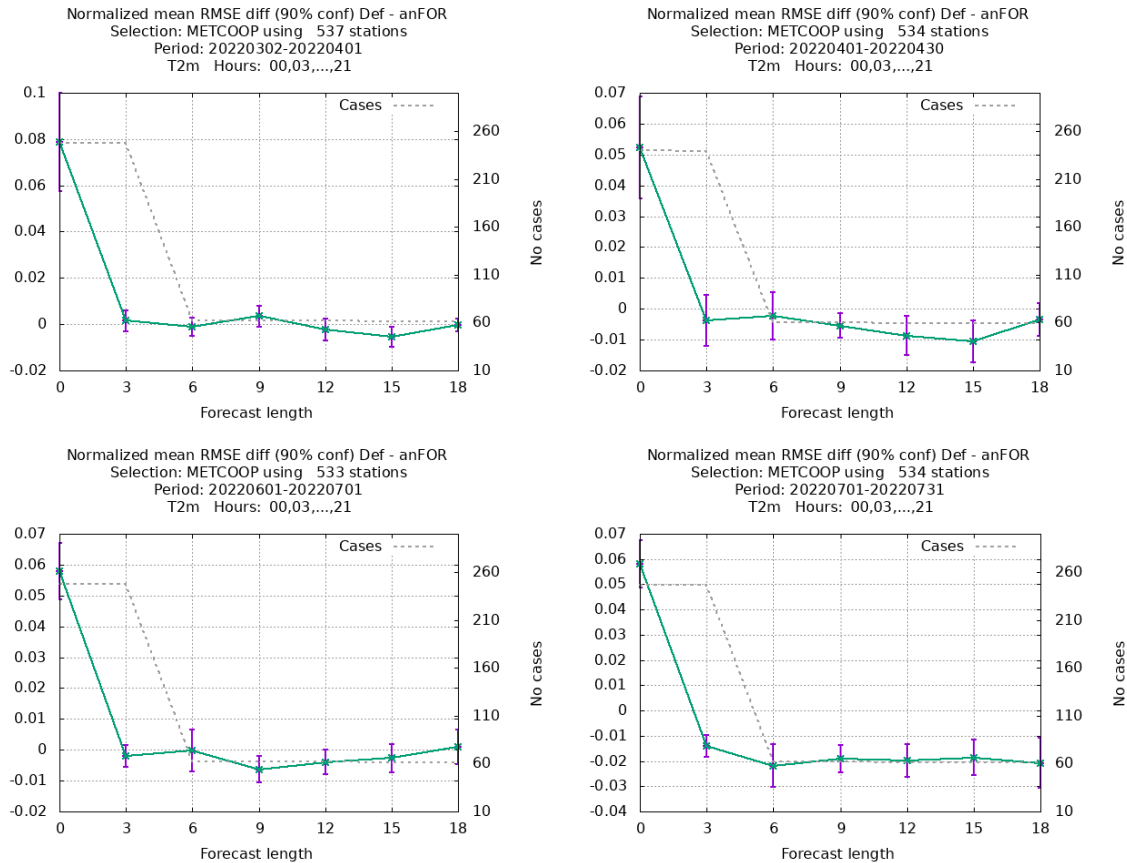 Normalized mean RMSE diff (90% conf) Def - anFOR
Selection: METCOOP using   537 stations
Period: 20220302-20220401
T2m   Hours:  00,03,...,21
Cases
0.1
0.08
0.06
0.04
0.02
0
-0.02
260
210
160
110
60
10
No cases
0 3 6 9 12 15 18
Forecast length
Normalized mean RMSE diff (90% conf) Def - anFOR
Selection: METCOOP using   534 stations
Period: 20220401-20220430
T2m   Hours:  00,03,...,21
Cases
0.07
0.06
0.05
0.04
0.03
0.02
0.01
0
-0.01
-0.02
260
210
160
110
60
10
No cases
0 3 6 9 12 15 18
Forecast length
Normalized mean RMSE diff (90% conf) Def - anFOR
Selection: METCOOP using   533 stations
Period: 20220601-20220701
T2m   Hours:  00,03,...,21
Cases
0.07
0.06
0.05
0.04
0.03
0.02
0.01
0
-0.01
-0.02
260
210
160
110
60
10
No cases
0 3 6 9 12 15 18
Forecast length
Normalized mean RMSE diff (90% conf) Def - anFOR
Selection: METCOOP using   534 stations
Period: 20220701-20220731
T2m   Hours:  00,03,...,21
Cases
0.07
0.06
0.05
0.04
0.03
0.02
0.01
0
-0.01
-0.02
-0.03
-0.04
260
210
160
110
60
10
No cases
0 3 6 9 12 15 18
Forecast length